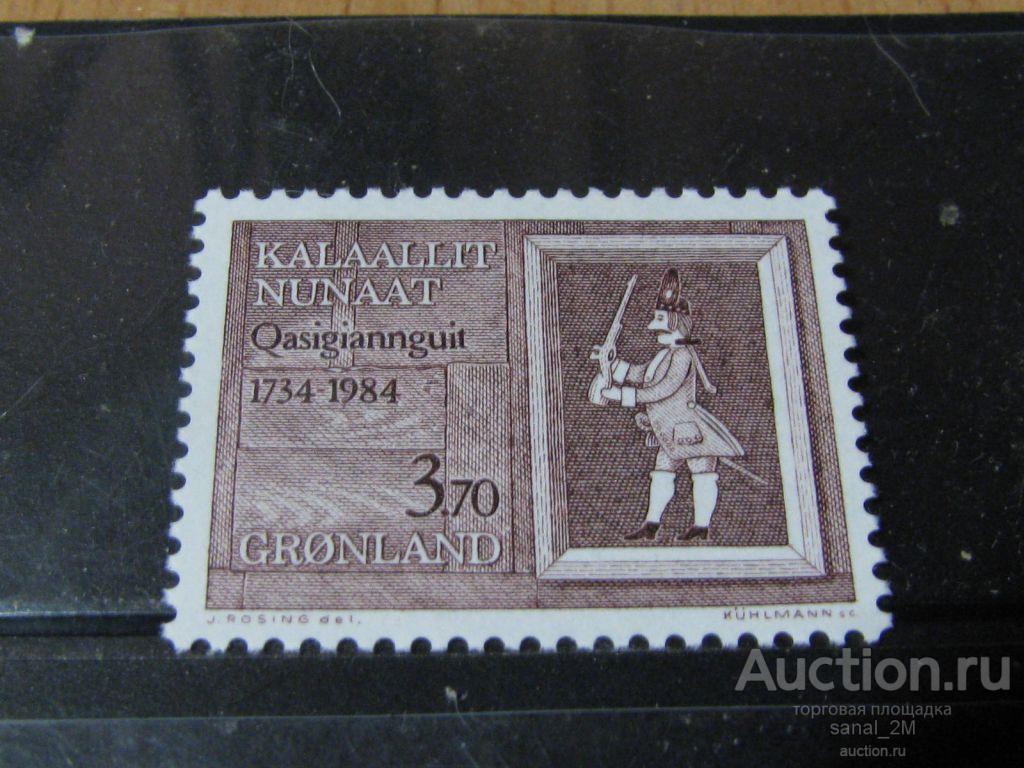 KALAALLIT
NUNAAT
Qasigiannguit
1734-1984
3.70
GRØNLAND
J. ROSING del.
KÜHLMANN sc.
Auction.ru
торговая площадка
sanal_2M
auction.ru